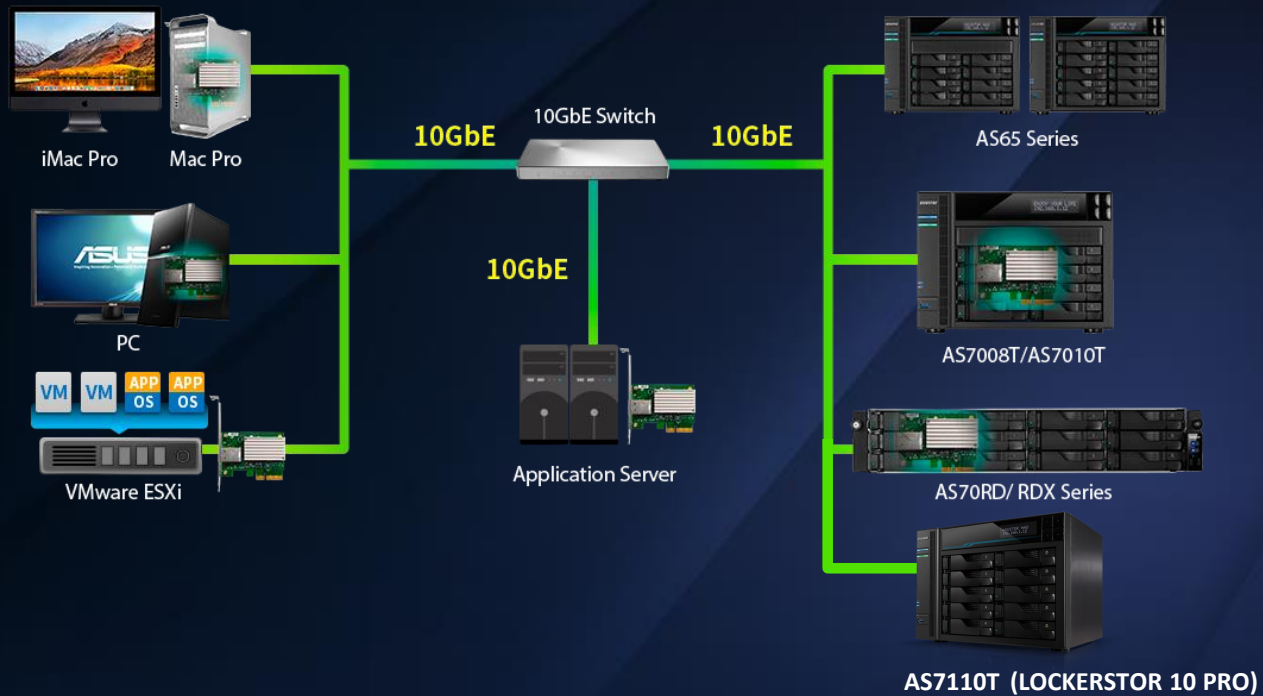 10GbE Switch
10GbE
10GbE
iMac Pro
Mac Pro
AS65 Series
ASUS
PC
10GbE
AS7008T/AS7010T
VM
VM
APP
OS
APP
OS
VMware ESXi
Application Server
AS70RD/ RDX Series
AS7110T (LOCKERSTOR 10 PRO)